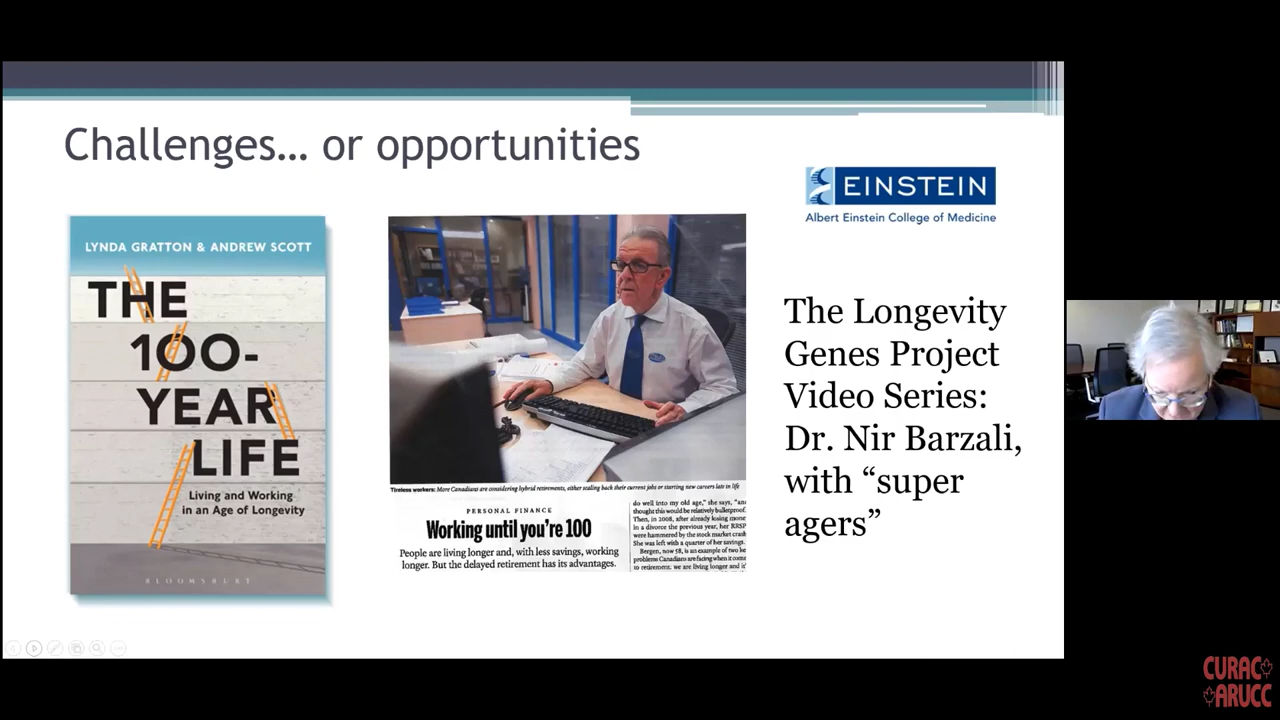 Challenges... or opportunities
LYNDA GRATTON & ANDREW SCOTT
THE
100-
YEAR
LIFE
Living and Working
in an Age of Longevity
BLOOMSBURY
Tireless workers: More Canadians are considering hybrid retirements, either scaling back their current jobs or starting new careers late in life
PERSONAL FINANCE
Working until you're 100
People are living longer and, with less savings, working
longer. But the delayed retirement has its advantages.
do well into my old age," she says, "and
thought this would be relatively bulletproof.
Then, in 2008, after already losing money
in a divorce the previous year, her RRSP
were hammered by the stock market crash
She was left with a quarter of her savings.
Bergen, now 58, is an example of two
problems Canadians are facing when it come
to retirement. we are living longer and
EINSTEIN
Albert Einstein College of Medicine
The Longevity
Genes Project
Video Series:
Dr. Nir Barzali,
with “super
agers”
CURAC
ARUCC